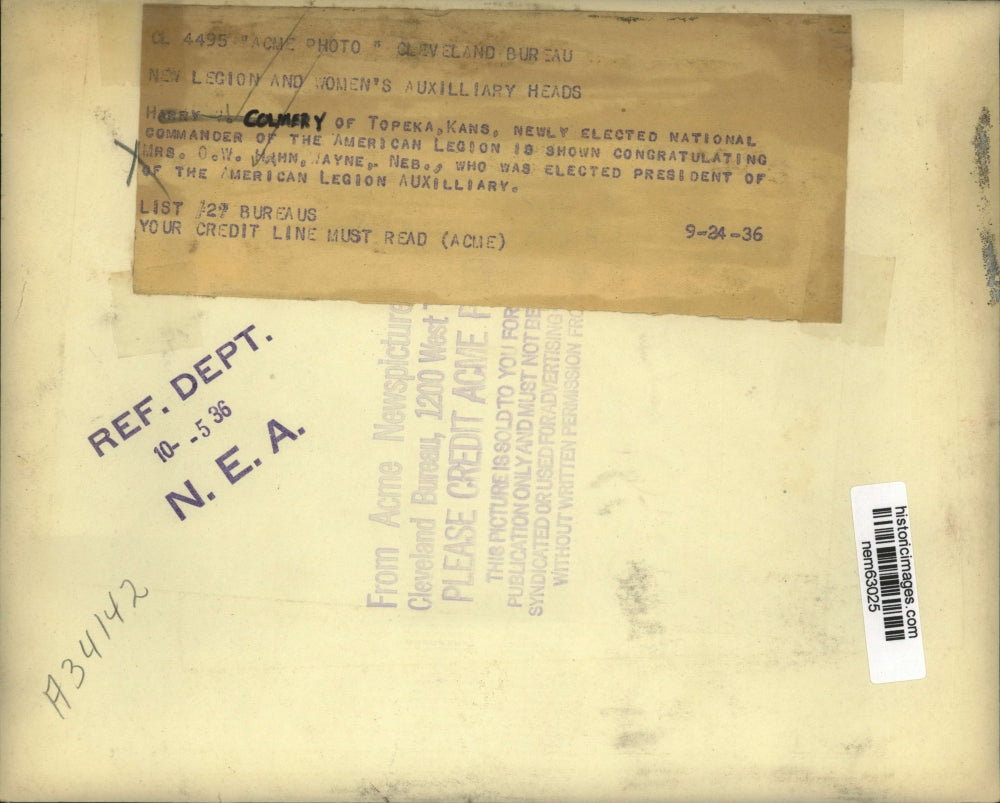 CL 4495 "ACME PHOTO " CLEVELAND BUREAU
NEW LEGION AND WOMEN'S AUXILLIARY HEADS
HARRY W. COLMERY OF TOPEKA, KANS. NEWLY ELECTED NATIONAL
COMMANDER OF THE AMERICAN LEGION IS SHOWN CONGRATULATING
MRS. O.W. HAHN, WAYNE, NEB., WHO WAS ELECTED PRESIDENT OF
OF THE AMERICAN LEGION AUXILLIARY.
LIST BUREAUS
YOUR CREDIT LINE MUST READ (ACME)
9-24-36
REF. DEPT.
10- -5 36
N. E. A.
From Acme Newspicture
Cleveland Bureau, 1200 West
PLEASE CREDIT ACME P
THIS PICTURE IS SOLD TO YOU FOR
PUBLICATION ONLY AND MUST NOT BE
SYNDICATED OR USED FOR ADVERTISING
WITHOUT WRITTEN PERMISSION FRO
A34142
historicimages.com
nem63025